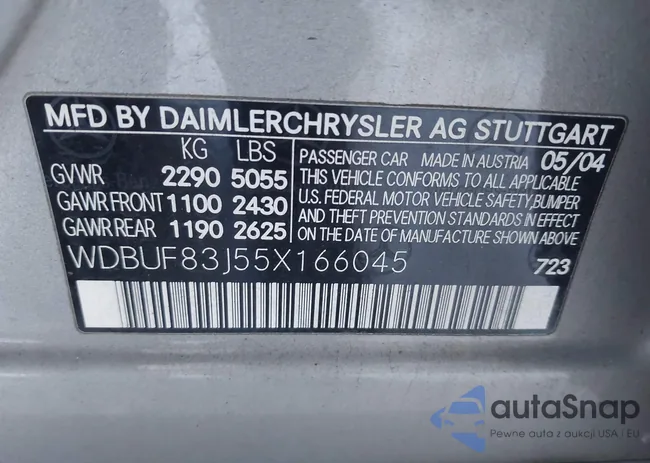 MFD BY DAIMLERCHRYSLER AG STUTTGART
KG LBS
GVWR 2290 5055
GAWR FRONT 1100 2430
GAWR REAR 1190 2625
PASSENGER CAR MADE IN AUSTRIA 05/04
THIS VEHICLE CONFORMS TO ALL APPLICABLE
U.S. FEDERAL MOTOR VEHICLE SAFETY,BUMPER
AND THEFT PREVENTION STANDARDS IN EFFECT
ON THE DATE OF MANUFACTURE SHOWN ABOVE.
WDBUF83J55X166045 723
autoSnap
Pewne auta z aukcji USA / EU